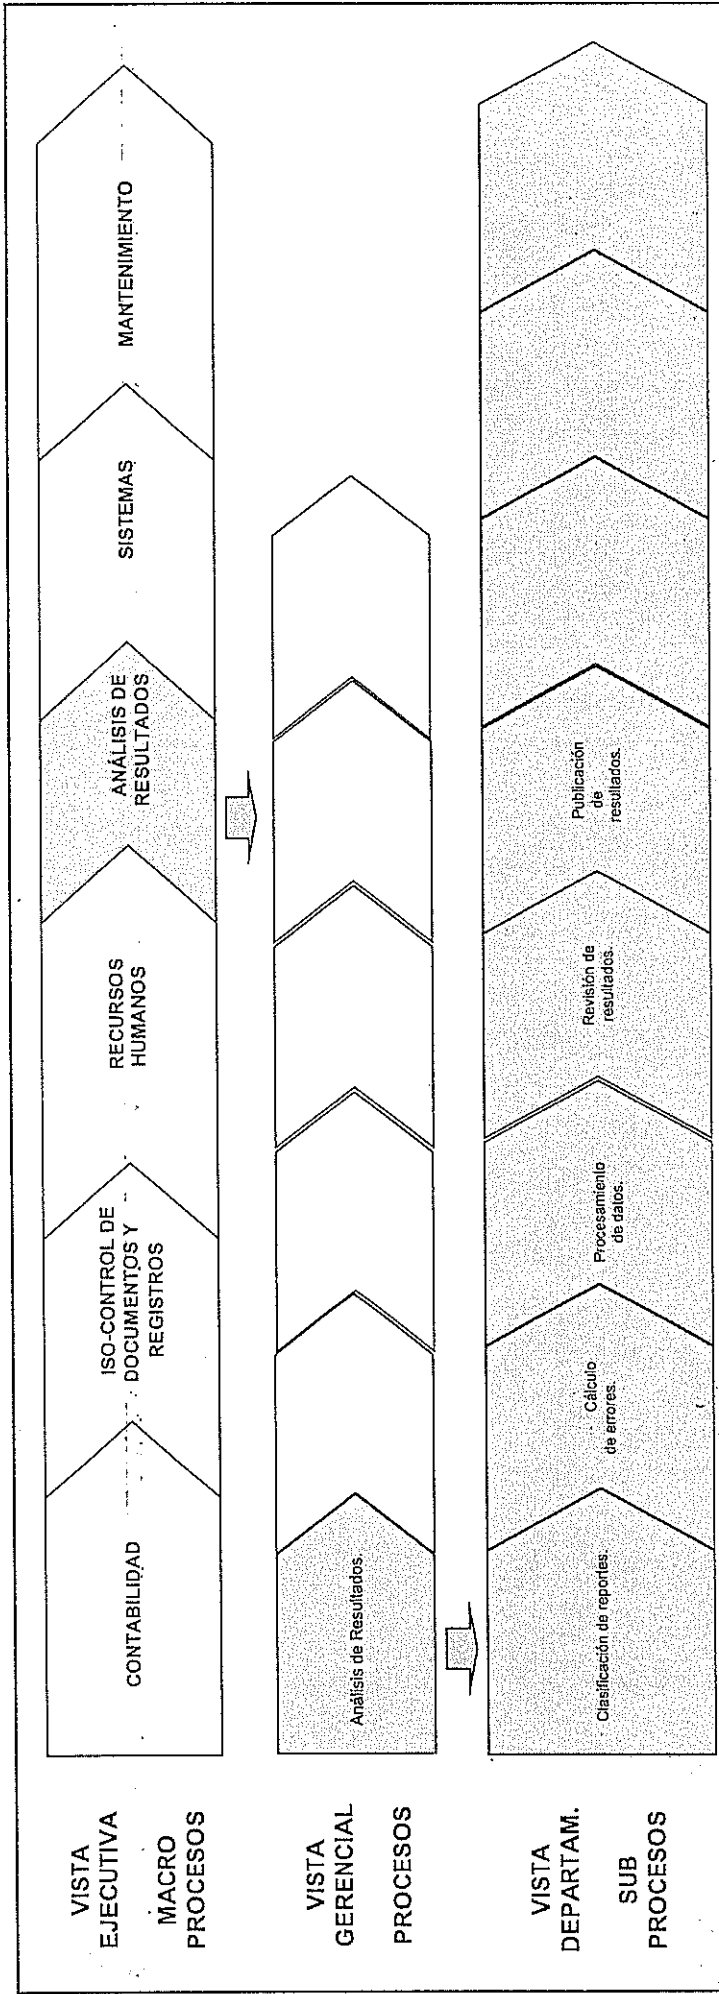 VISTA
EJECUTIVA
MACRO
PROCESOS
CONTABILIDAD
ISO-CONTROL DE
DOCUMENTOS Y
REGISTROS
RECURSOS
HUMANOS
ANÁLISIS DE
RESULTADOS
SISTEMAS
MANTENIMIENTO
VISTA
GERENCIAL
PROCESOS
Análisis de Resultados.
VISTA
DEPARTAM.
SUB
PROCESOS
Clasificación de reportes.
Cálculo
de errores.
Procesamiento
de datos.
Revisión de
resultados.
Publicación
de
resultados.